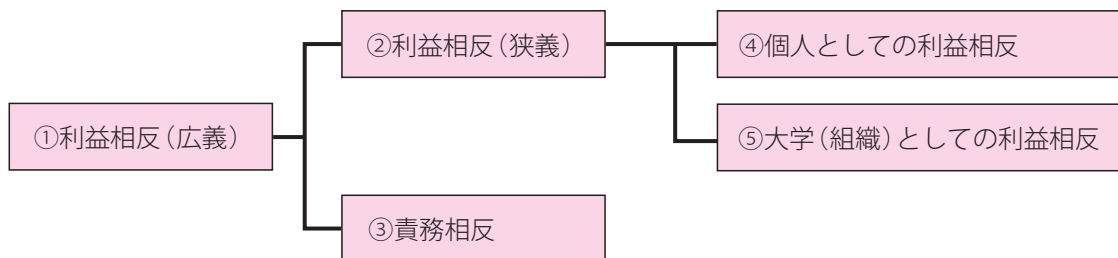 ①利益相反(広義)
②利益相反(狭義)
③責務相反
④個人としての利益相反
⑤大学(組織)としての利益相反